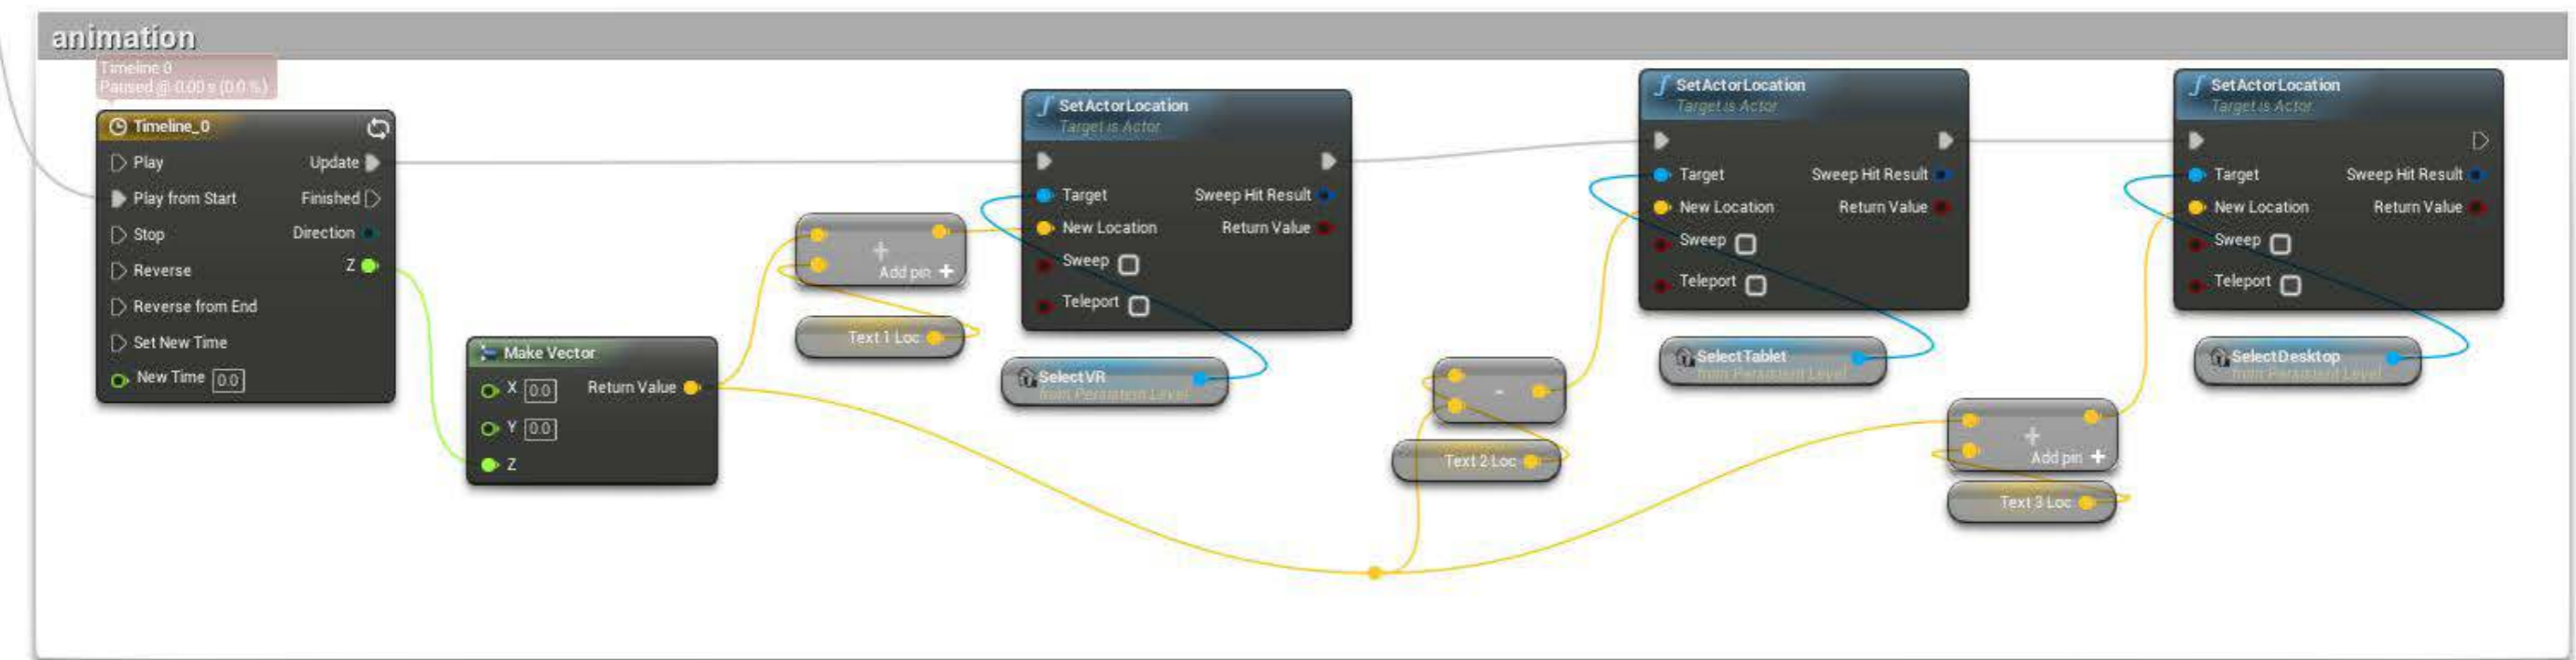 animation
Timeline 0
Paused @ 0.00 s (0.0 %)
Timeline_0
Play
Update
Play from Start
Finished
Stop
Direction
Reverse
Z
Reverse from End
Set New Time
New Time 0.0
Make Vector
X 0.0
Return Value
Y 0.0
Z
+
Add pin +
Text 1 Loc
SetActorLocation
Target is Actor
Target
Sweep Hit Result
New Location
Return Value
Sweep
Teleport
SelectVR
from Persistent Level
-
Text 2 Loc
SetActorLocation
Target is Actor
Target
Sweep Hit Result
New Location
Return Value
Sweep
Teleport
SelectTablet
from Persistent Level
+
Add pin +
Text 3 Loc
SetActorLocation
Target is Actor
Target
Sweep Hit Result
New Location
Return Value
Sweep
Teleport
SelectDesktop
from Persistent Level